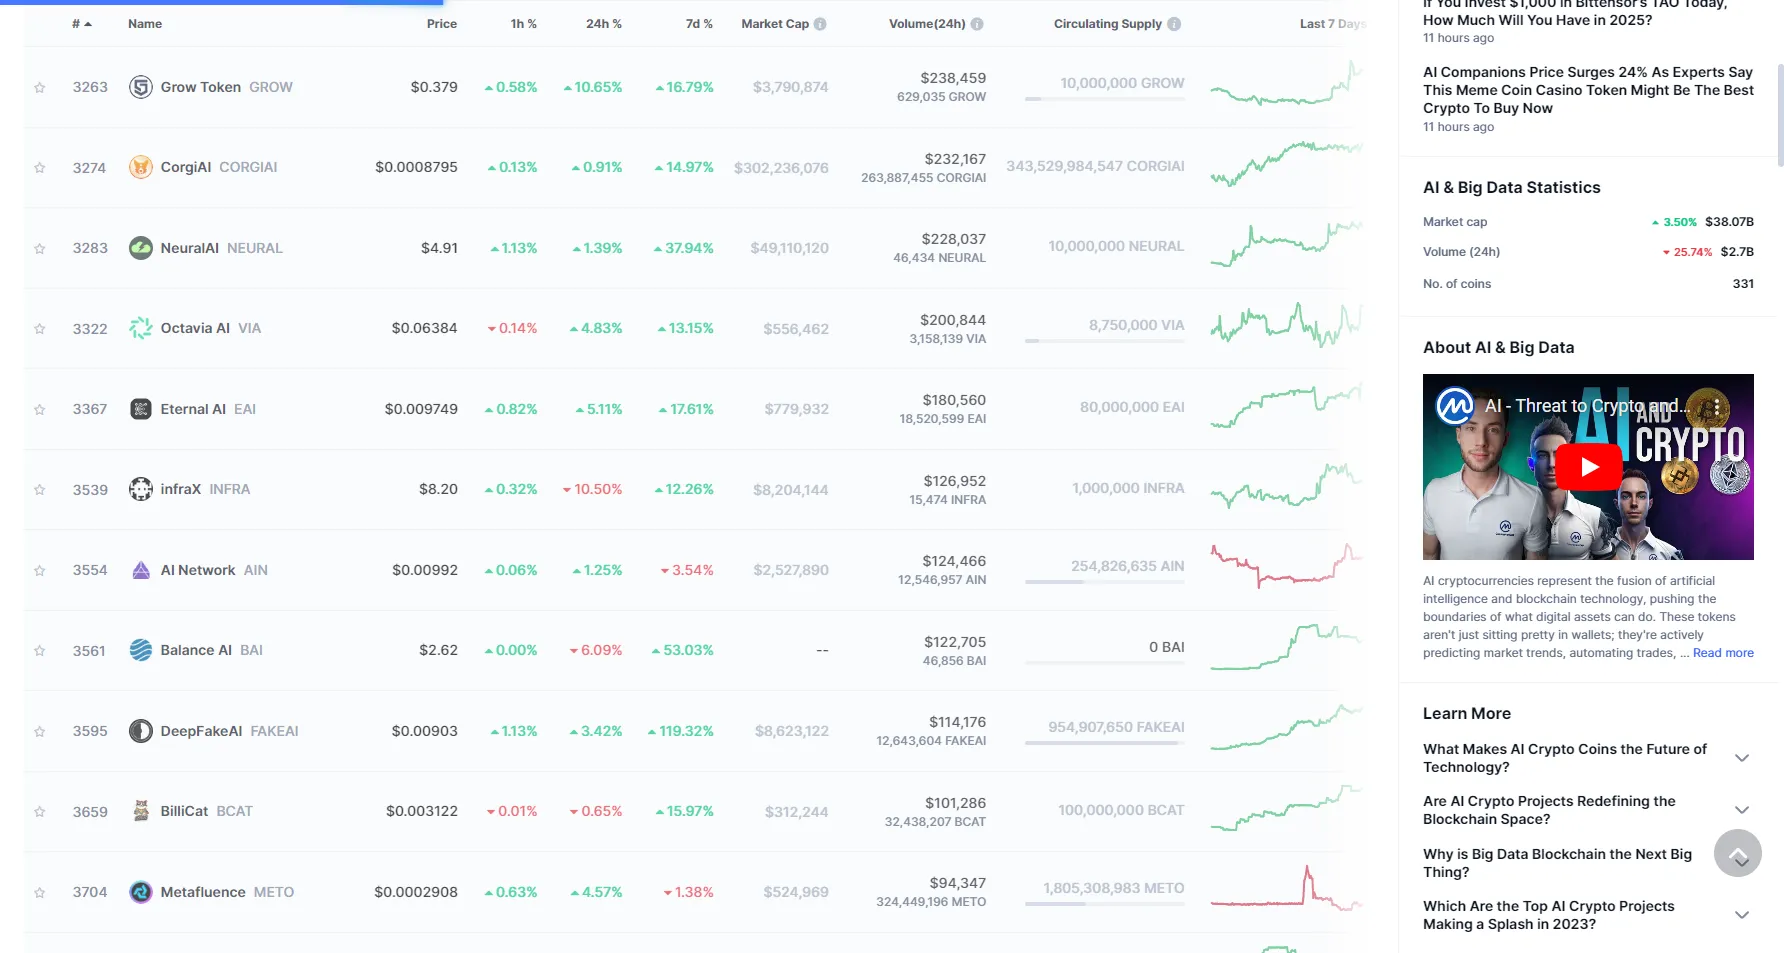 # Name Price 1h % 24h % 7d % Market Cap Volume(24h) Circulating Supply Last 7 Days
3263 Grow Token GROW $0.379 0.58% 10.65% 16.79% $3,790,874 $238,459 10,000,000 GROW
629,035 GROW
3274 CorgiAI CORGIAI $0.0008795 0.13% 0.91% 14.97% $302,236,076 $232,167 343,529,984,547 CORGIAI
263,887,455 CORGIAI
3283 NeuralAI NEURAL $4.91 1.13% 1.39% 37.94% $49,110,120 $228,037 10,000,000 NEURAL
46,434 NEURAL
3322 Octavia AI VIA $0.06384 0.14% 4.83% 13.15% $556,462 $200,844 8,750,000 VIA
3,158,139 VIA
3367 Eternal AI EAI $0.009749 0.82% 5.11% 17.61% $779,932 $180,560 80,000,000 EAI
18,520,599 EAI
3539 infraX INFRA $8.20 0.32% 10.50% 12.26% $8,204,144 $126,952 1,000,000 INFRA
15,474 INFRA
3554 AI Network AIN $0.00992 0.06% 1.25% 3.54% $2,527,890 $124,466 254,826,635 AIN
12,546,957 AIN
3561 Balance AI BAI $2.62 0.00% 6.09% 53.03% -- $122,705 0 BAI
46,856 BAI
3595 DeepFakeAI FAKEAI $0.00903 1.13% 3.42% 119.32% $8,623,122 $114,176 954,907,650 FAKEAI
12,643,604 FAKEAI
3659 BilliCat BCAT $0.003122 0.01% 0.65% 15.97% $312,244 $101,286 100,000,000 BCAT
32,438,207 BCAT
3704 Metafluence METO $0.0002908 0.63% 4.57% 1.38% $524,969 $94,347 1,805,308,983 METO
324,449,196 METO
If You Invest $1,000 in Bittensor's TAO Today,
How Much Will You Have in 2025?
11 hours ago
AI Companions Price Surges 24% As Experts Say
This Meme Coin Casino Token Might Be The Best
Crypto To Buy Now
11 hours ago
AI & Big Data Statistics
Market cap 3.50% $38.07B
Volume (24h) 25.74% $2.7B
No. of coins 331
About AI & Big Data
AI - Threat to Crypto and...
AI AND
CRYPTO
AI cryptocurrencies represent the fusion of artificial
intelligence and blockchain technology, pushing the
boundaries of what digital assets can do. These tokens
aren't just sitting pretty in wallets; they're actively
predicting market trends, automating trades, ... Read more
Learn More
What Makes AI Crypto Coins the Future of
Technology?
Are AI Crypto Projects Redefining the
Blockchain Space?
Why is Big Data Blockchain the Next Big
Thing?
Which Are the Top AI Crypto Projects
Making a Splash in 2023?